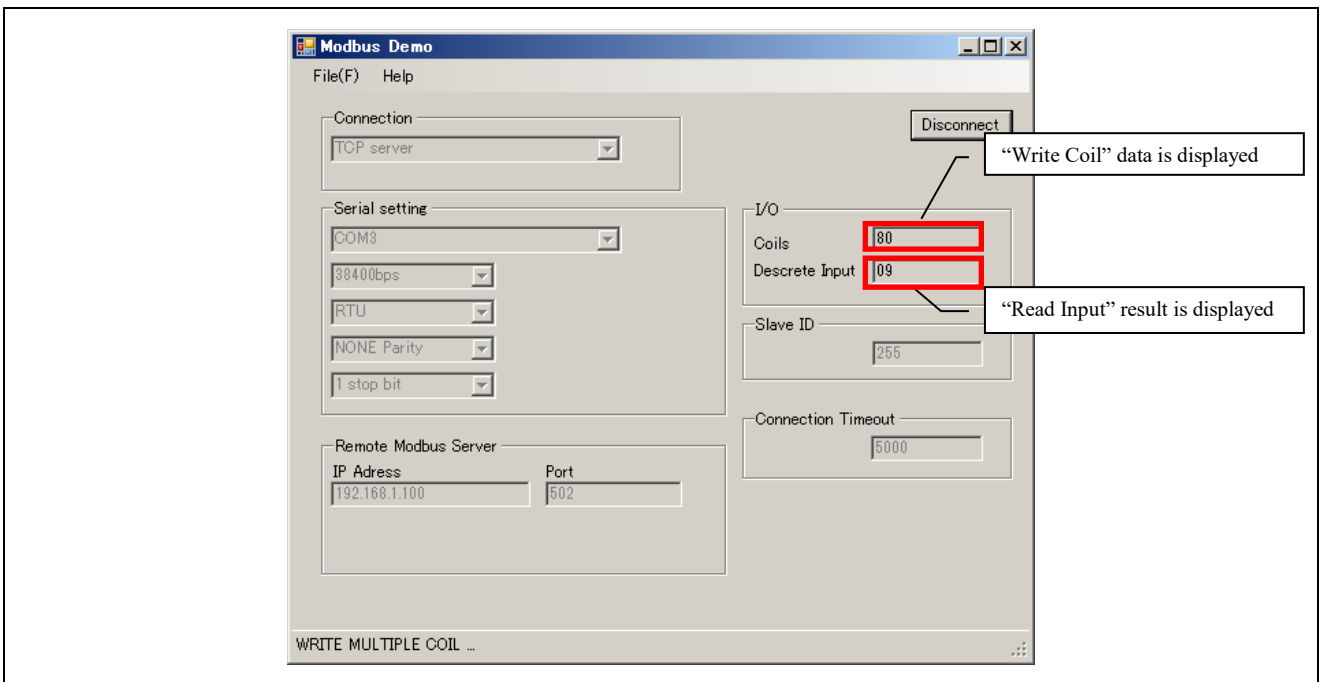 Modbus Demo
File(F) Help
Connection
TCP server
Disconnect
“Write Coil” data is displayed
Serial setting
COM3
38400bps
RTU
NONE Parity
1 stop bit
I/O
Coils 80
Descrete Input 09
“Read Input” result is displayed
Slave ID
255
Connection Timeout
5000
Remote Modbus Server
IP Adress Port
192.168.1.100 502
WRITE MULTIPLE COIL ...